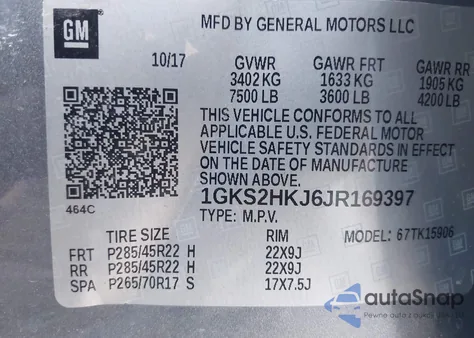 GM
MFD BY GENERAL MOTORS LLC
10/17 GVWR GAWR FRT GAWR RR
3402 KG 1633 KG 1905 KG
7500 LB 3600 LB 4200 LB
THIS VEHICLE CONFORMS TO ALL
APPLICABLE U.S. FEDERAL MOTOR
VEHICLE SAFETY STANDARDS IN EFFECT
ON THE DATE OF MANUFACTURE
SHOWN ABOVE.
464C
1GKS2HKJ6JR169397
TYPE: M.P.V. MODEL: 67TK15906
TIRE SIZE RIM
FRT P285/45R22 H 22X9J
RR P285/45R22 H 22X9J
SPA P265/70R17 S 17X7.5J
autaSnap
Pewne auta z